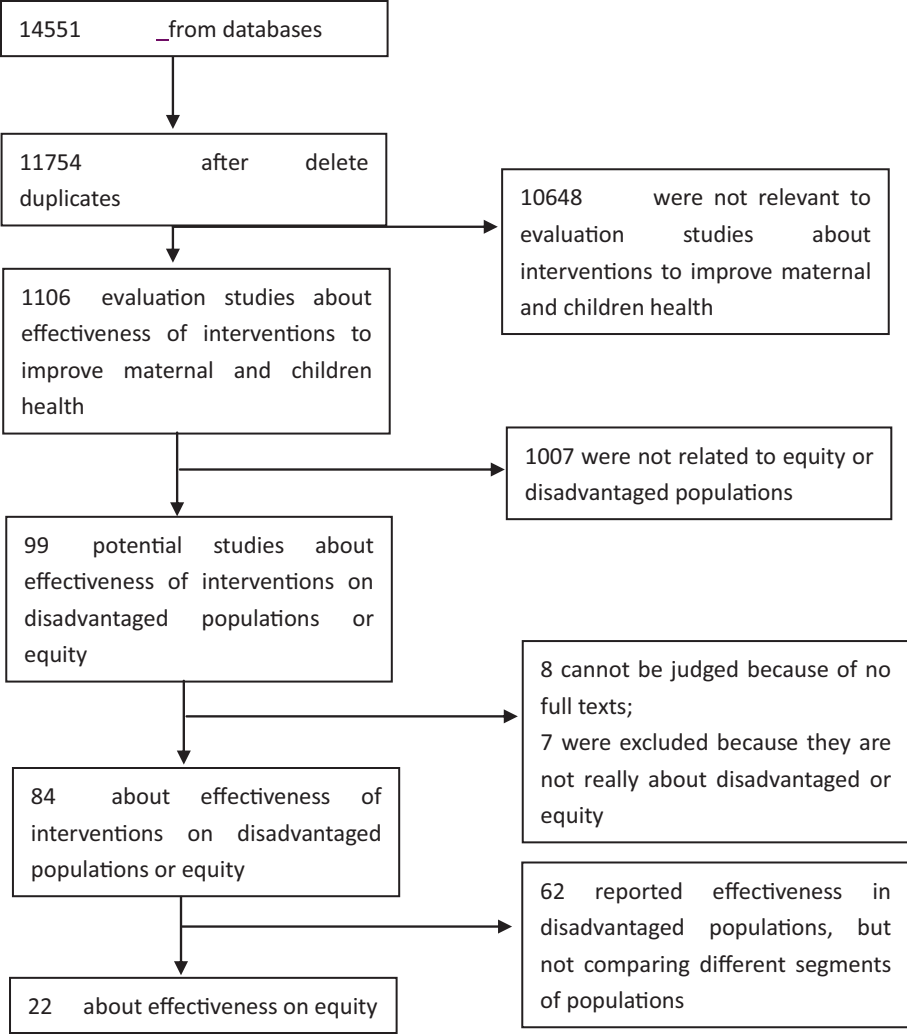 14551 _from databases
11754 after delete
duplicates
10648 were not relevant to
evaluation studies about
interventions to improve maternal
and children health
1106 evaluation studies about
effectiveness of interventions to
improve maternal and children
health
1007 were not related to equity or
disadvantaged populations
99 potential studies about
effectiveness of interventions on
disadvantaged populations or
equity
8 cannot be judged because of no
full texts;
7 were excluded because they are
not really about disadvantaged or
equity
84 about effectiveness of
interventions on disadvantaged
populations or equity
62 reported effectiveness in
disadvantaged populations, but
not comparing different segments
of populations
22 about effectiveness on equity